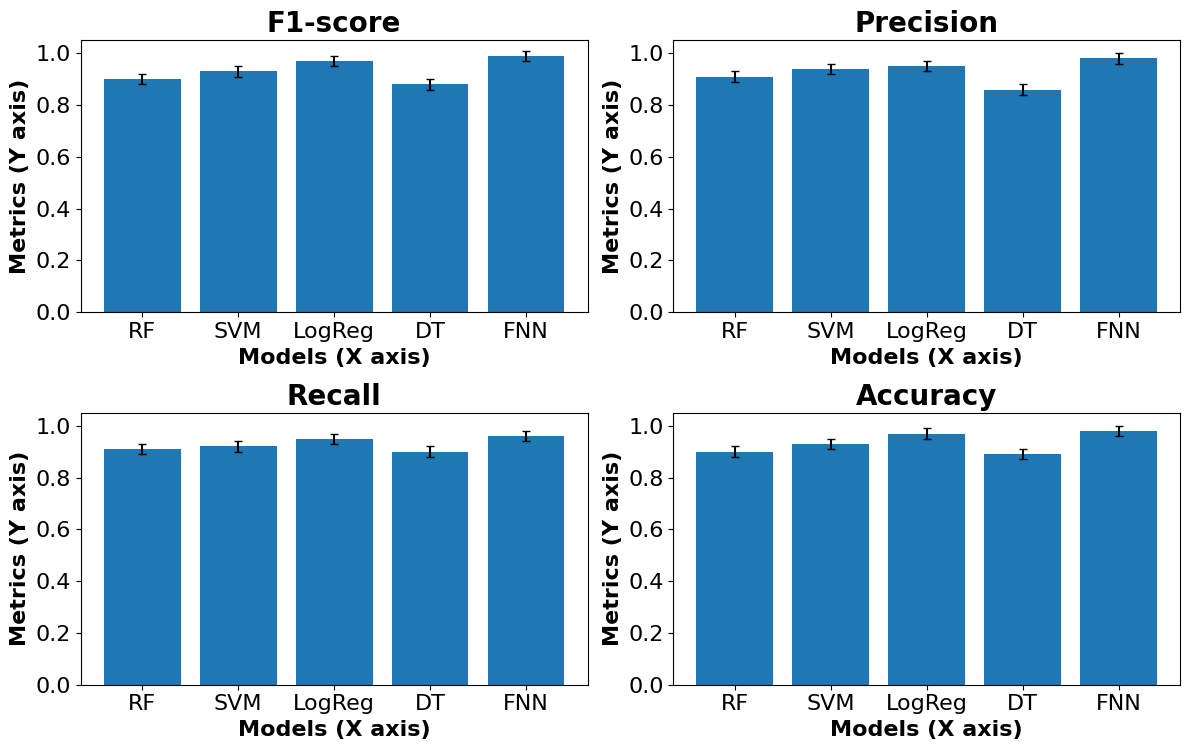 F1-score
Metrics (Y axis)
1.0
0.8
0.6
0.4
0.2
0.0
RF SVM LogReg DT FNN
Models (X axis)
Precision
Metrics (Y axis)
1.0
0.8
0.6
0.4
0.2
0.0
RF SVM LogReg DT FNN
Models (X axis)
Recall
Metrics (Y axis)
1.0
0.8
0.6
0.4
0.2
0.0
RF SVM LogReg DT FNN
Models (X axis)
Accuracy
Metrics (Y axis)
1.0
0.8
0.6
0.4
0.2
0.0
RF SVM LogReg DT FNN
Models (X axis)